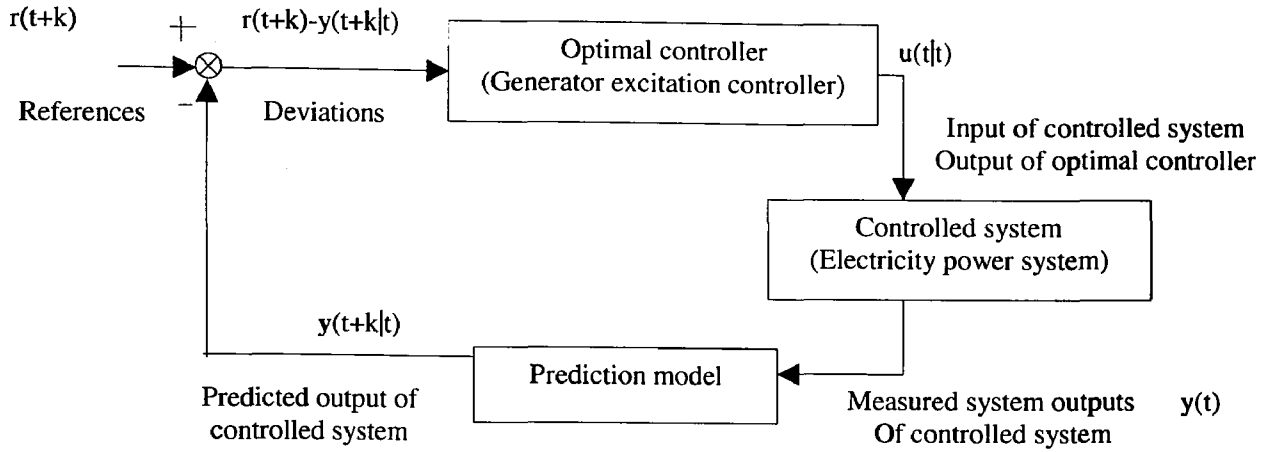 r(t+k)
+
r(t+k)-y(t+k|t)
References
−
Deviations
Optimal controller
(Generator excitation controller)
u(t|t)
Input of controlled system
Output of optimal controller
Controlled system
(Electricity power system)
y(t+k|t)
Predicted output of
controlled system
Prediction model
Measured system outputs y(t)
Of controlled system